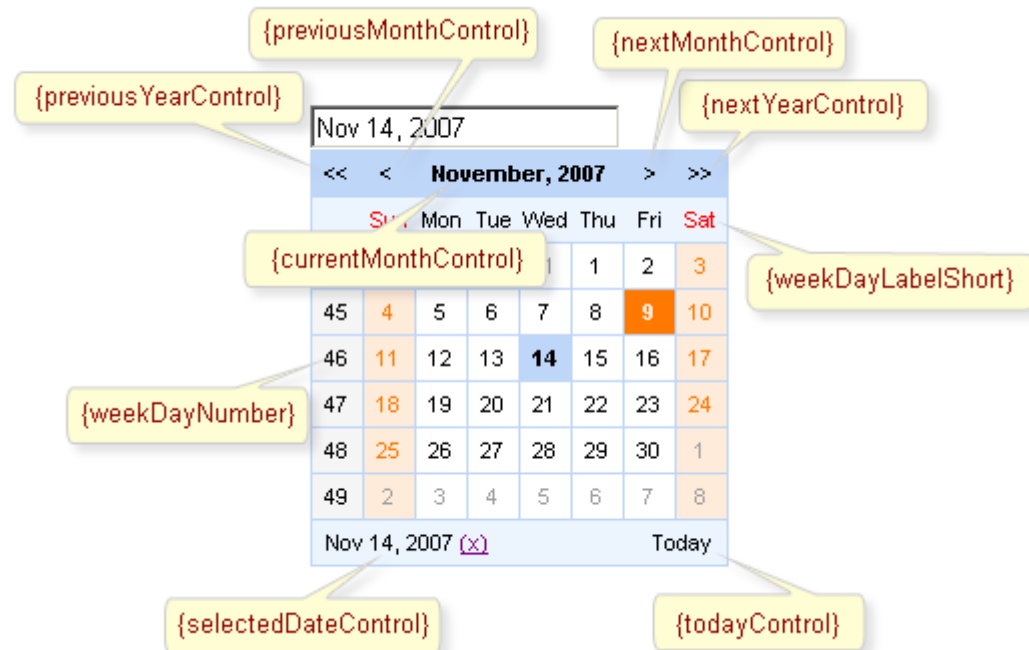 {previousMonthControl}
{nextMonthControl}
{previousYearControl}
{nextYearControl}
Nov 14, 2007
<< < November, 2007 > >>
Sun Mon Tue Wed Thu Fri Sat
{currentMonthControl}
1 2 3
{weekDayLabelShort}
45 4 5 6 7 8 9 10
46 11 12 13 14 15 16 17
{weekDayNumber}
47 18 19 20 21 22 23 24
48 25 26 27 28 29 30 1
49 2 3 4 5 6 7 8
Nov 14, 2007 (x) Today
{selectedDateControl}
{todayControl}